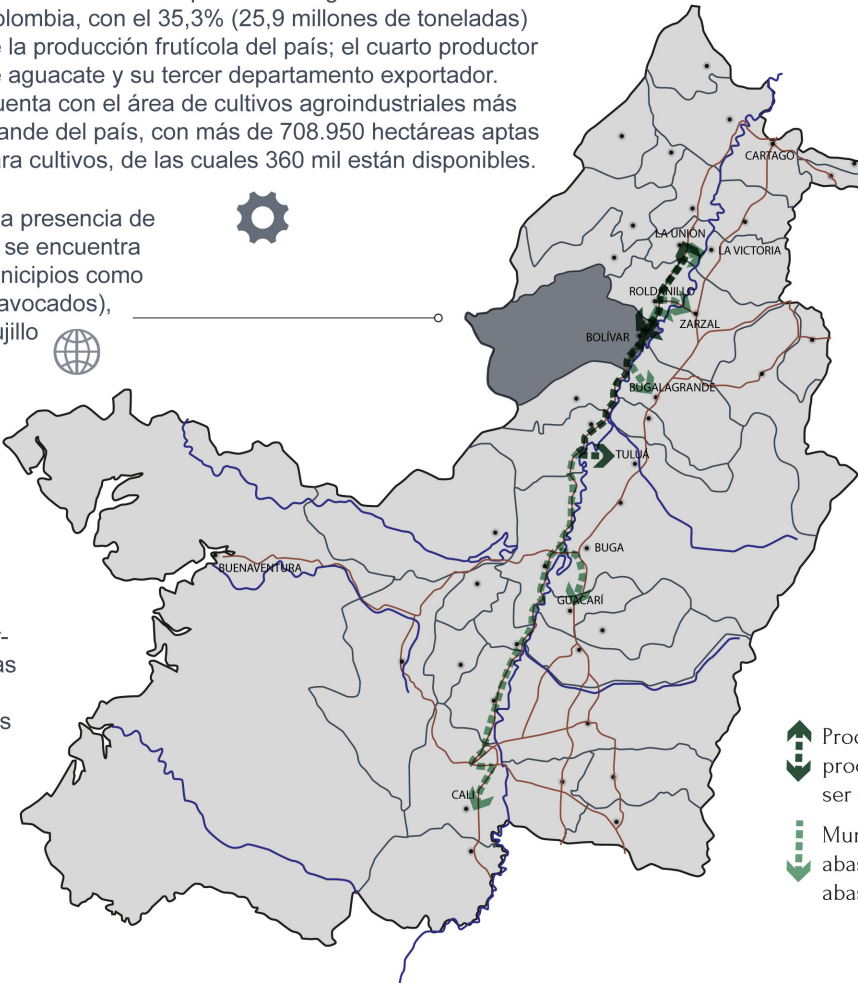 olombia, con el 35,3% (25,9 millones de toneladas)
e la producción frutícola del país; el cuarto productor
e aguacate y su tercer departamento exportador.
uenta con el área de cultivos agroindustriales más
ande del país, con más de 708.950 hectáreas aptas
ara cultivos, de las cuales 360 mil están disponibles.
a presencia de
se encuentra
nicipios como
avocados),
ujillo
CARTAGO
LA UNIÓN
LA VICTORIA
ROLDANILLO
ZARZAL
BOLÍVAR
BUGALAGRANDE
TULUÁ
BUGA
BUENAVENTURA
GUACARÍ
CALI
r-
as
s
Proc
proc
ser
Mun
abas
abas